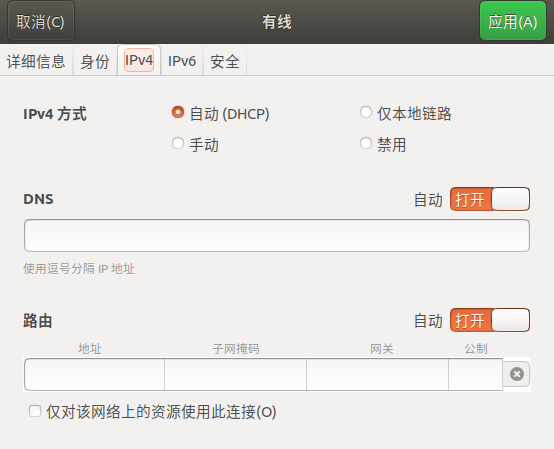 取消(C) 有线 应用(A)
详细信息 身份 IPv4 IPv6 安全
IPv4 方式 自动 (DHCP) 仅本地链路
手动 禁用
DNS 自动 打开
使用逗号分隔 IP 地址
路由 自动 打开
地址 子网掩码 网关 公制
仅对该网络上的资源使用此连接(O)